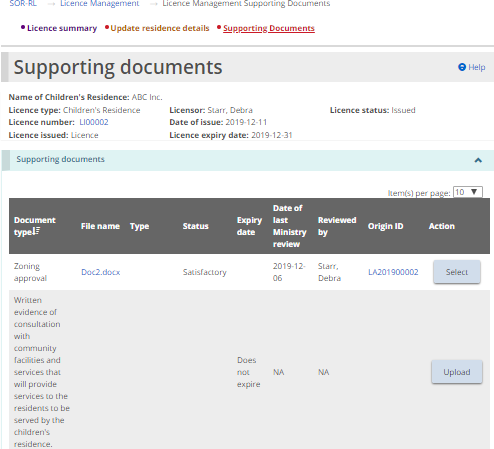 SOR-RL → Licence Management → Licence Management Supporting Documents
• Licence summary • Update residence details • Supporting Documents
Supporting documents
Help
Name of Children's Residence: ABC Inc.
Licence type: Children's Residence Licensor: Starr, Debra Licence status: Issued
Licence number: LI00002 Date of issue: 2019-12-11
Licence issued: Licence Licence expiry date: 2019-12-31
Supporting documents
Item(s) per page: 10
Document type File name Type Status Expiry date Date of last Ministry review Reviewed by Origin ID Action
Zoning approval Doc2.docx Satisfactory 2019-12-06 Starr, Debra LA201900002 Select
Written
evidence of
consultation
with
community
facilities and
services that
will provide
services to the
residents to be
served by the
children's
residence.
Does
not
expire
NA NA Upload